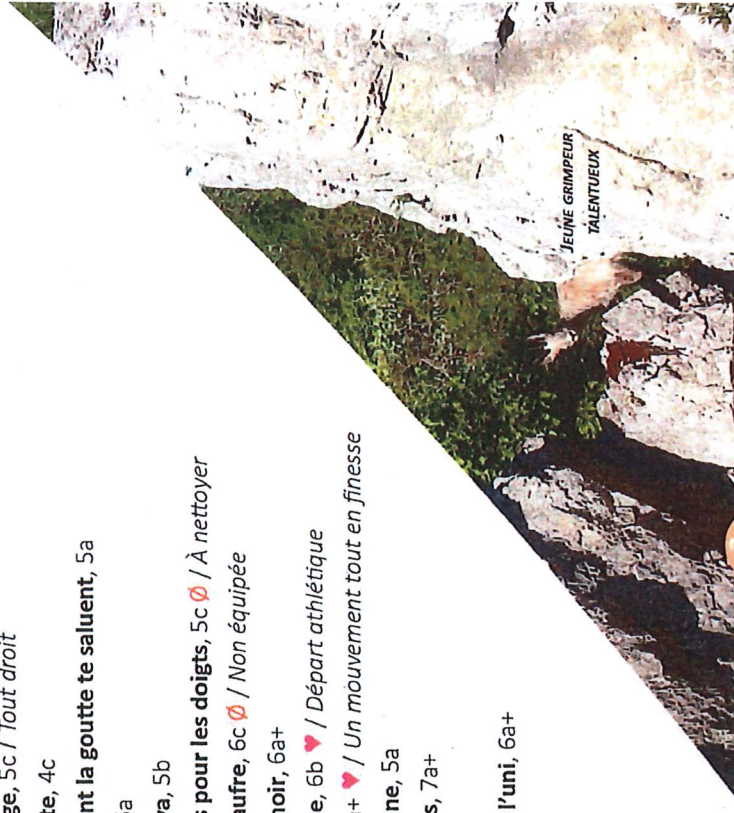 ge, 5c / Tout droit
te, 4c
nt la goutte te saluent, 5a
a
va, 5b
s pour les doigts, 5c Ø / À nettoyer
aufre, 6c Ø / Non équipée
noir, 6a+
e, 6b ♥ / Départ athlétique
+ ♥ / Un mouvement tout en finesse
ne, 5a
s, 7a+
l'uni, 6a+
JEUNE GRIMPEUR
TALENTUEUX